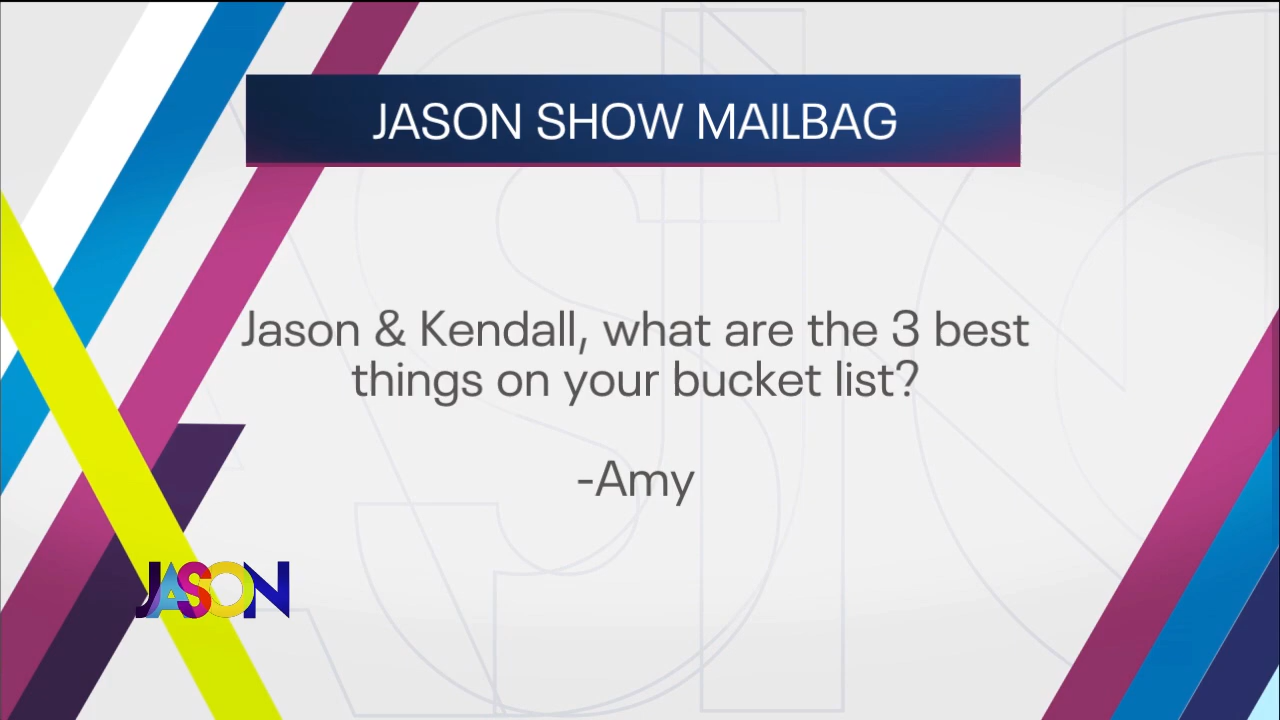 JASON SHOW MAILBAG
Jason & Kendall, what are the 3 best
things on your bucket list?
-Amy
JASON